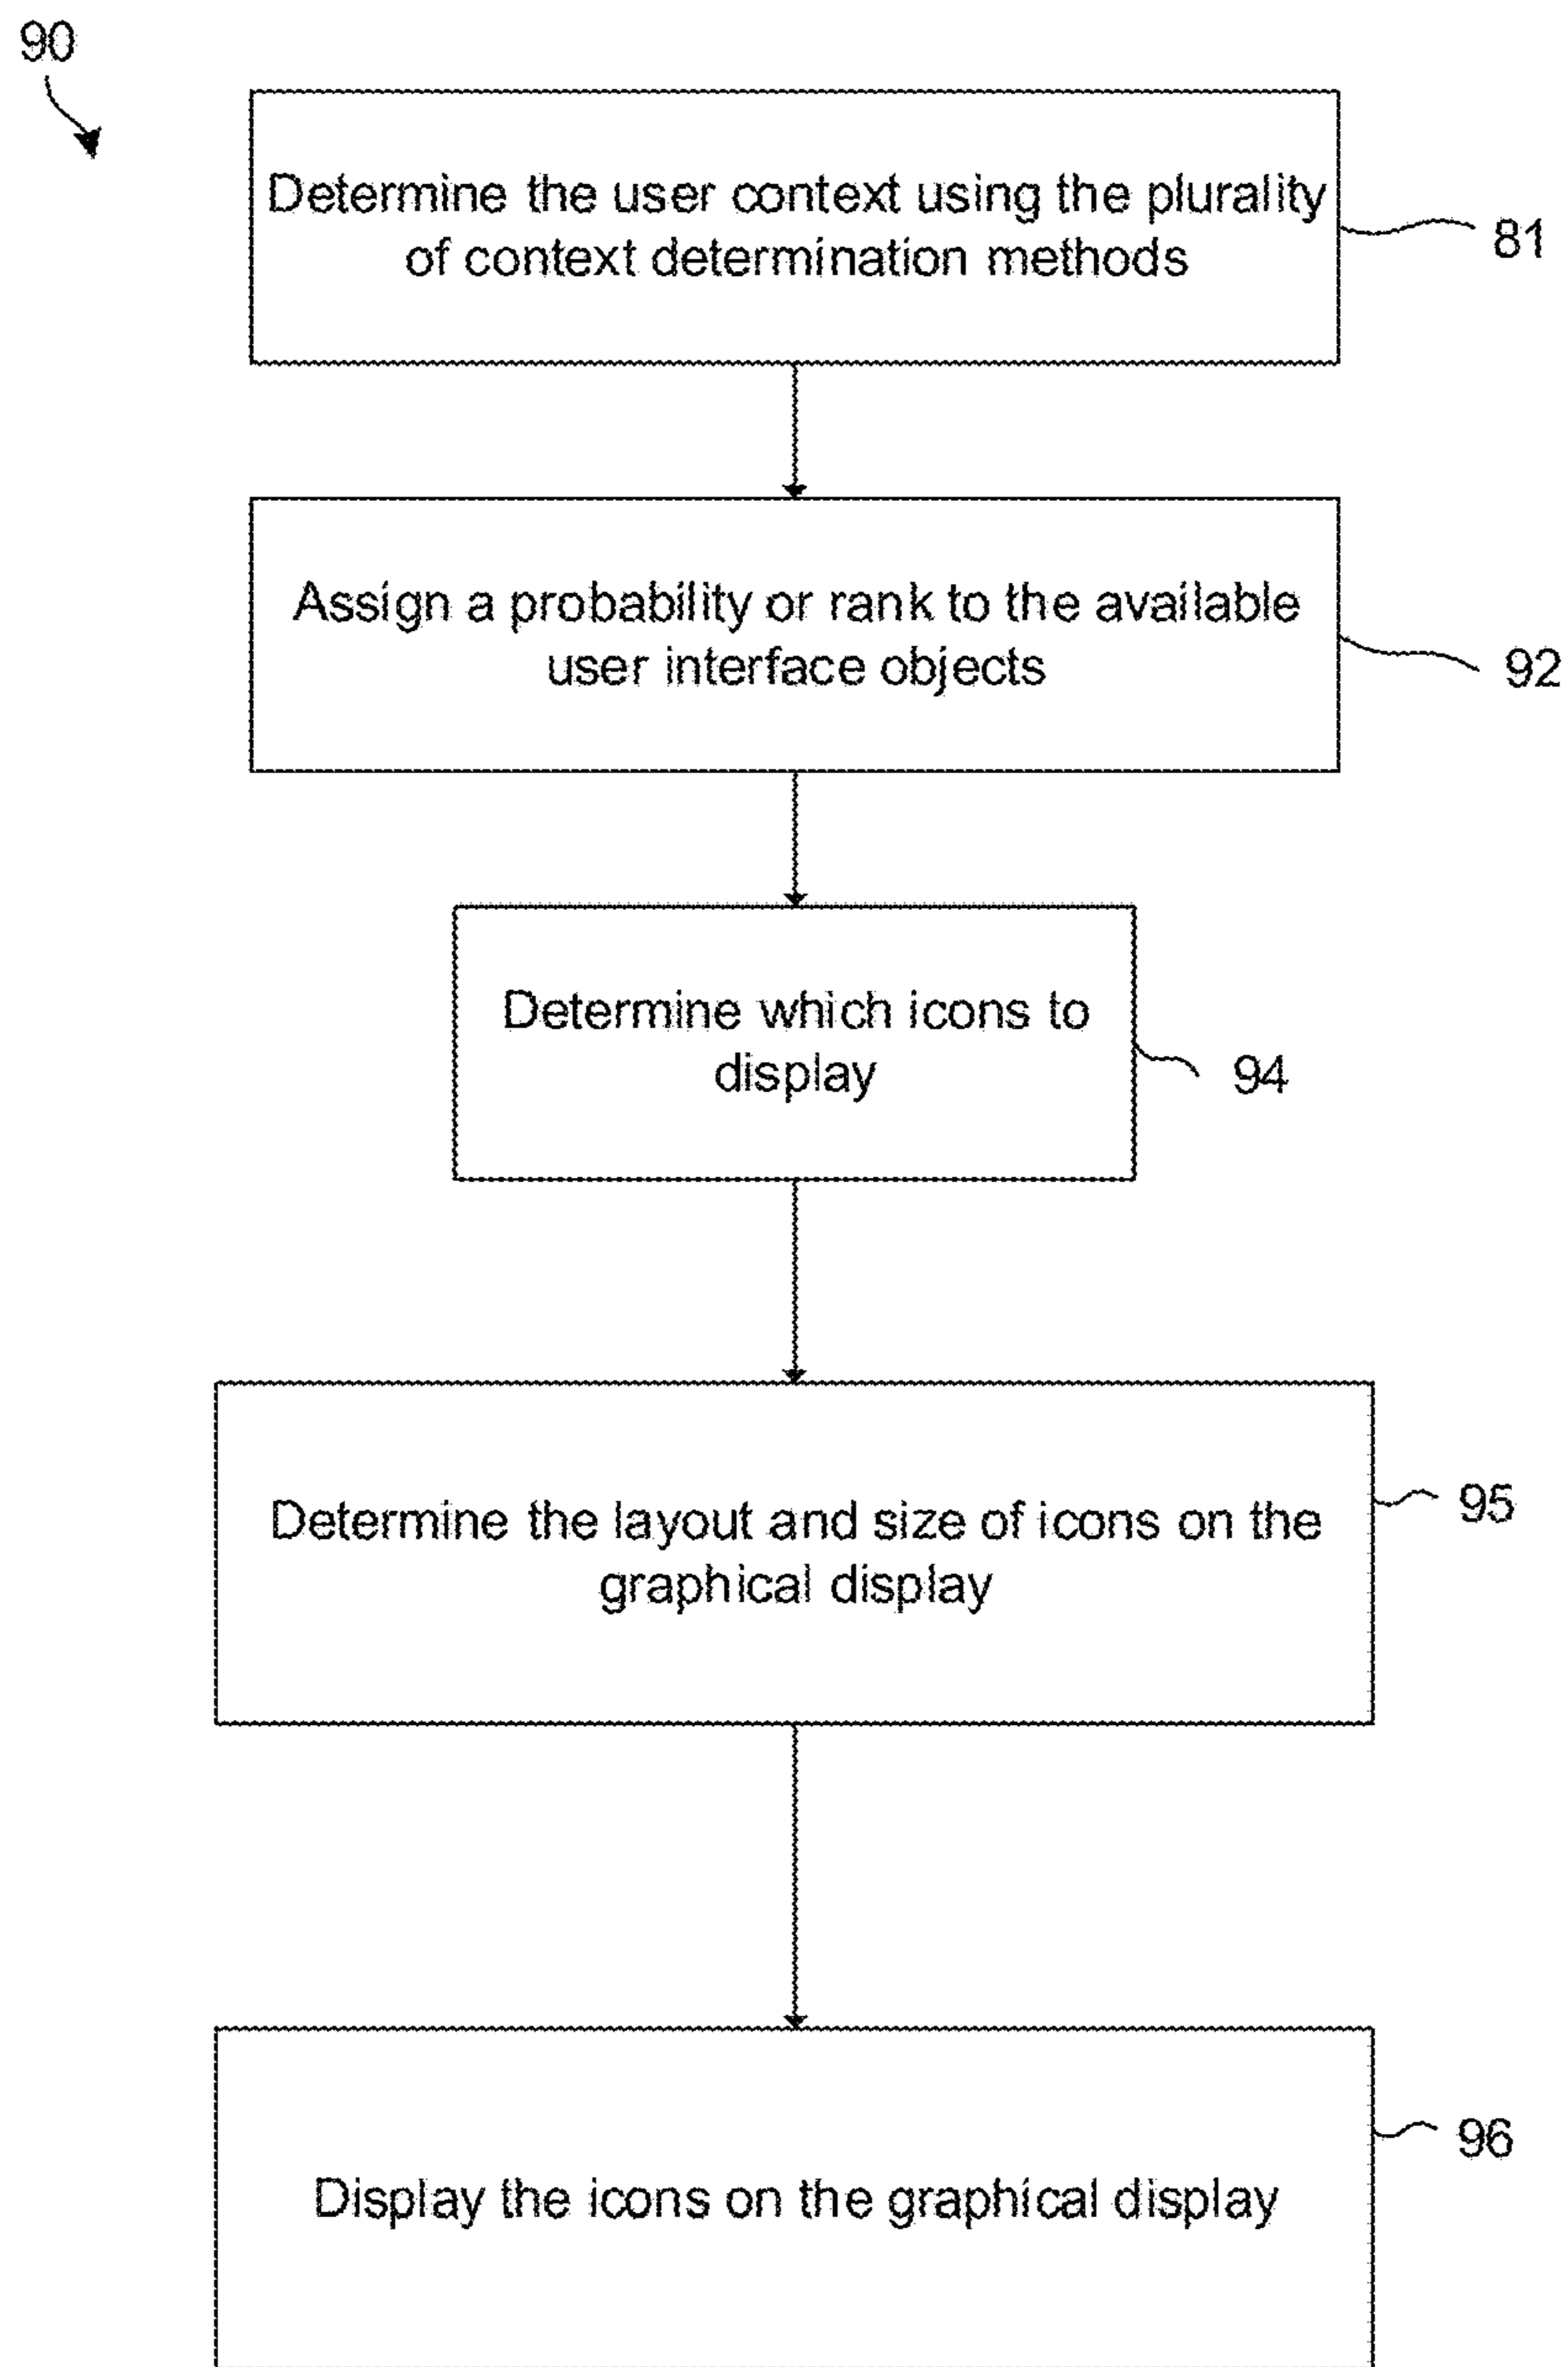 90
Determine the user context using the plurality
of context determination methods
81
Assign a probability or rank to the available
user interface objects
92
Determine which icons to
display
94
Determine the layout and size of icons on the
graphical display
95
Display the icons on the graphical display
96